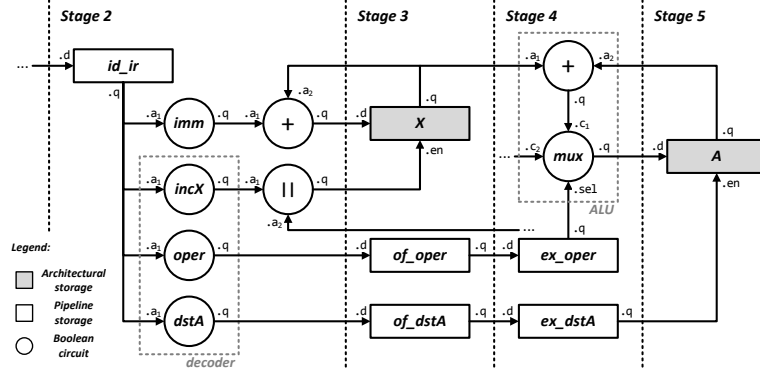 Stage 2
Stage 3
Stage 4
Stage 5
...
.d
id_ir
.q
.a₁
imm
.q
.a₁
+
.a₂
.q
.d
X
.q
.en
.a₁
+
.a₂
.q
.c₁
...
.c₂
mux
.q
.sel
ALU
.d
A
.q
.en
.a₁
incX
.q
.a₁
||
.q
.a₂
...
.a₁
oper
.q
.d
of_oper
.q
.d
ex_oper
.q
.a₁
dstA
.q
.d
of_dstA
.q
.d
ex_dstA
.q
decoder
Legend:
Architectural
storage
Pipeline
storage
Boolean
circuit